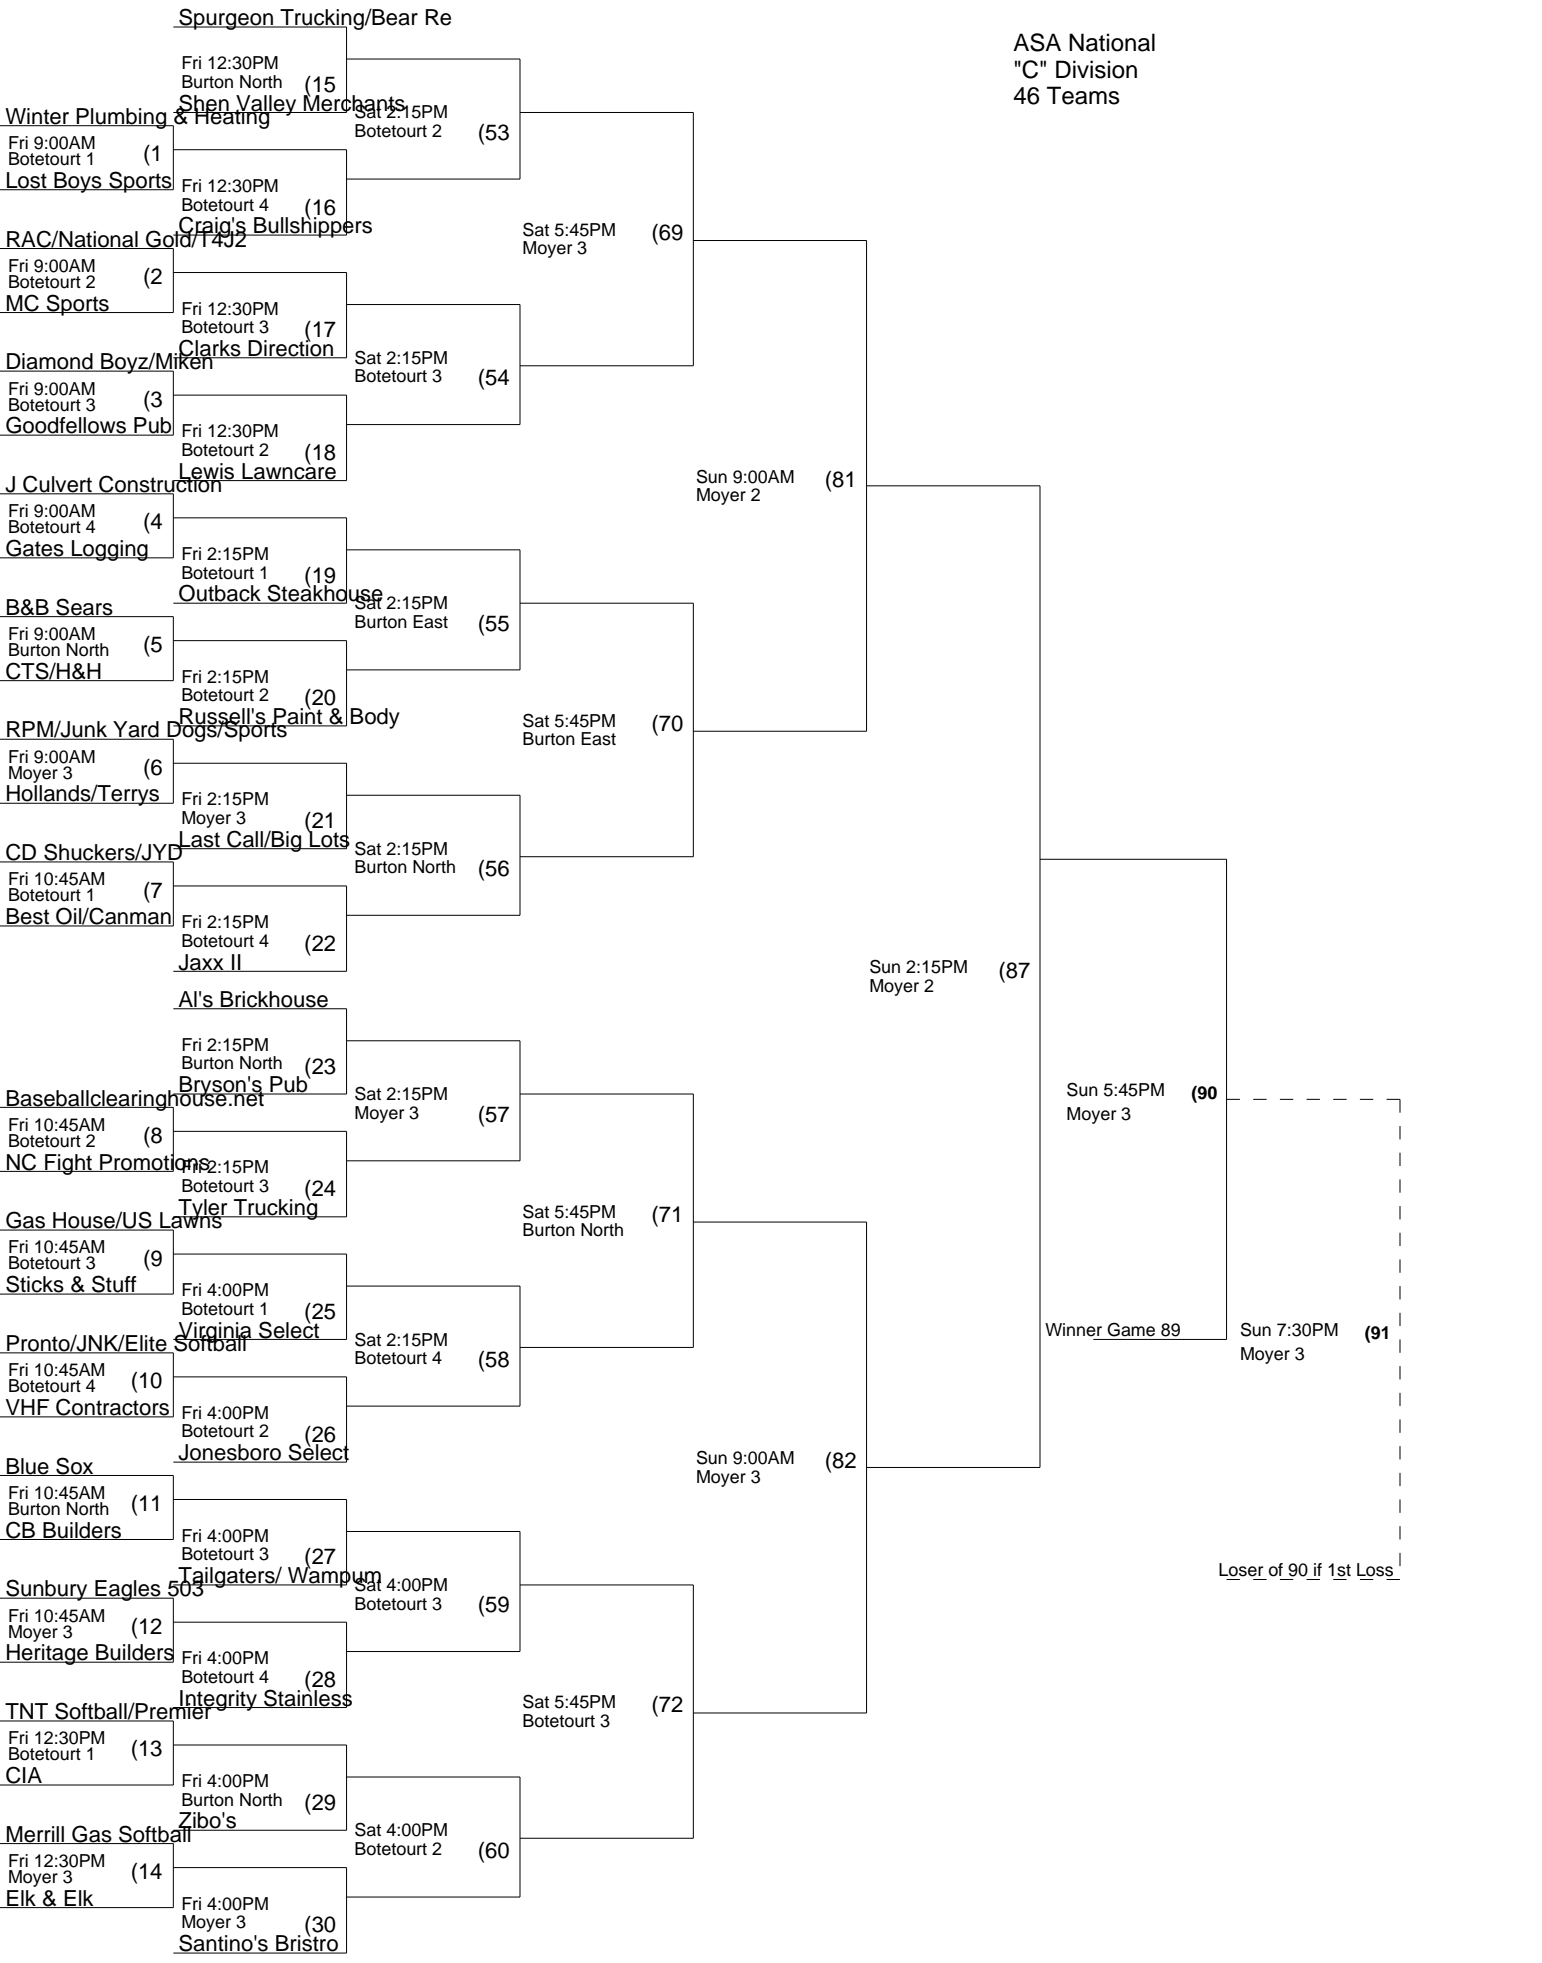 Spurgeon Trucking/Bear Re
ASA National
"C" Division
46 Teams
Fri 12:30PM
Burton North (15
Shen Valley Merchants
Sat 2:15PM
Botetourt 2 (53
Winter Plumbing & Heating
Fri 9:00AM
Botetourt 1 (1
Lost Boys Sports
Fri 12:30PM
Botetourt 4 (16
Craig's Bullshippers
Sat 5:45PM
Moyer 3 (69
RAC/National Gold/T4J2
Fri 9:00AM
Botetourt 2 (2
MC Sports
Fri 12:30PM
Botetourt 3 (17
Clarks Direction
Sat 2:15PM
Botetourt 3 (54
Diamond Boyz/Miken
Fri 9:00AM
Botetourt 3 (3
Goodfellows Pub
Fri 12:30PM
Botetourt 2 (18
Lewis Lawncare
Sun 9:00AM
Moyer 2 (81
J Culvert Construction
Fri 9:00AM
Botetourt 4 (4
Gates Logging
Fri 2:15PM
Botetourt 1 (19
Outback Steakhouse
Sat 2:15PM
Burton East (55
B&B Sears
Fri 9:00AM
Burton North (5
CTS/H&H
Fri 2:15PM
Botetourt 2 (20
Russell's Paint & Body
Sat 5:45PM
Burton East (70
RPM/Junk Yard Dogs/Sports
Fri 9:00AM
Moyer 3 (6
Hollands/Terrys
Fri 2:15PM
Moyer 3 (21
Last Call/Big Lots
Sat 2:15PM
Burton North (56
CD Shuckers/JYD
Fri 10:45AM
Botetourt 1 (7
Best Oil/Canman
Fri 2:15PM
Botetourt 4 (22
Jaxx II
Sun 2:15PM
Moyer 2 (87
Al's Brickhouse
Fri 2:15PM
Burton North (23
Bryson's Pub
Sat 2:15PM
Moyer 3 (57
Sun 5:45PM (90
Moyer 3
Baseballclearinghouse.net
Fri 10:45AM
Botetourt 2 (8
NC Fight Promotions
Fri 2:15PM
Botetourt 3 (24
Tyler Trucking
Sat 5:45PM
Burton North (71
Gas House/US Lawns
Fri 10:45AM
Botetourt 3 (9
Sticks & Stuff
Fri 4:00PM
Botetourt 1 (25
Virginia Select
Sat 2:15PM
Botetourt 4 (58
Winner Game 89
Sun 7:30PM (91
Moyer 3
Pronto/JNK/Elite Softball
Fri 10:45AM
Botetourt 4 (10
VHF Contractors
Fri 4:00PM
Botetourt 2 (26
Jonesboro Select
Sun 9:00AM
Moyer 3 (82
Blue Sox
Fri 10:45AM
Burton North (11
CB Builders
Fri 4:00PM
Botetourt 3 (27
Tailgaters/ Wampum
Sat 4:00PM
Botetourt 3 (59
Loser of 90 if 1st Loss
Sunbury Eagles 503
Fri 10:45AM
Moyer 3 (12
Heritage Builders
Fri 4:00PM
Botetourt 4 (28
Integrity Stainless
Sat 5:45PM
Botetourt 3 (72
TNT Softball/Premier
Fri 12:30PM
Botetourt 1 (13
CIA
Fri 4:00PM
Burton North (29
Zibo's
Sat 4:00PM
Botetourt 2 (60
Merrill Gas Softball
Fri 12:30PM
Moyer 3 (14
Elk & Elk
Fri 4:00PM
Moyer 3 (30
Santino's Bristro